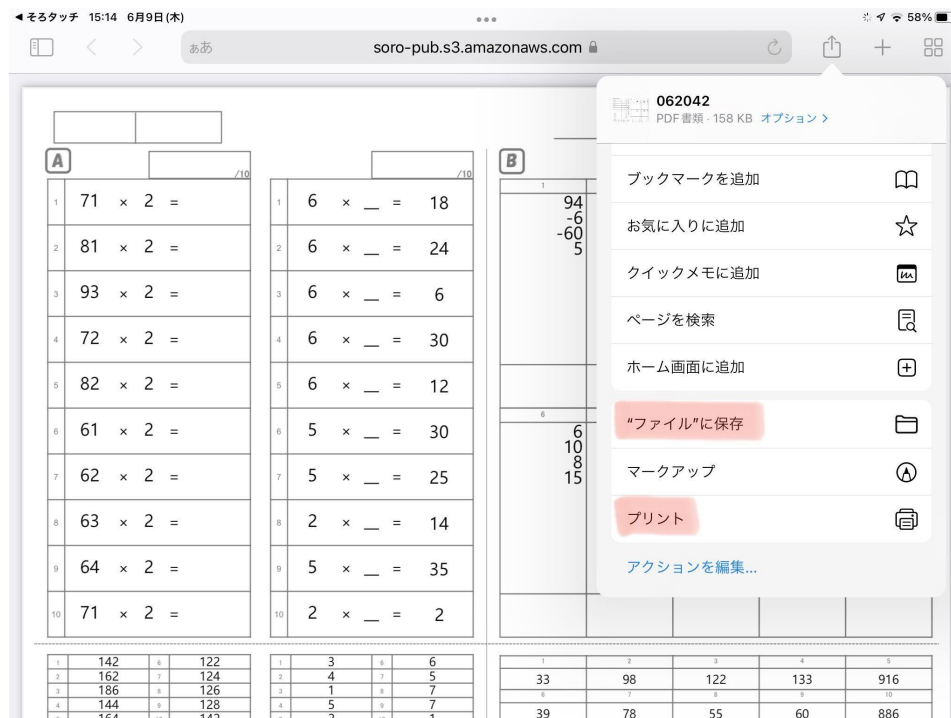 ◀ そろタッチ 15:14 6月9日(木)
58%
ぁあ
soro-pub.s3.amazonaws.com
062042
PDF書類・158 KB オプション >
ブックマークを追加
お気に入りに追加
クイックメモに追加
ページを検索
ホーム画面に追加
"ファイル"に保存
マークアップ
プリント
アクションを編集...
A
/10
1 71 × 2 =
2 81 × 2 =
3 93 × 2 =
4 72 × 2 =
5 82 × 2 =
6 61 × 2 =
7 62 × 2 =
8 63 × 2 =
9 64 × 2 =
10 71 × 2 =
/10
1 6 × __ = 18
2 6 × __ = 24
3 6 × __ = 6
4 6 × __ = 30
5 6 × __ = 12
6 5 × __ = 30
7 5 × __ = 25
8 2 × __ = 14
9 5 × __ = 35
10 2 × __ = 2
B
1
94
-6
-60
5
6
6
10
8
15
1 142 6 122
2 162 7 124
3 186 8 126
4 144 9 128
1 3 6 6
2 4 7 5
3 1 8 7
4 5 9 7
1 2 3 4 5
33 98 122 133 916
6 7 8 9 10
39 78 55 60 886